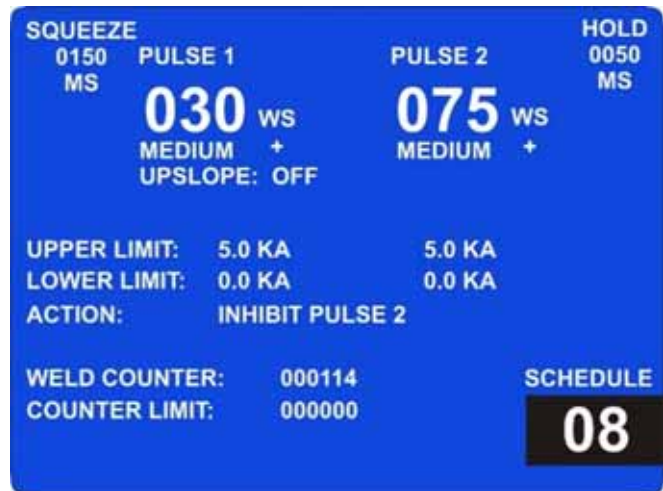 SQUEEZE HOLD
0150 PULSE 1 PULSE 2 0050
MS MS
030 WS 075 WS
MEDIUM + MEDIUM +
UPSLOPE: OFF
UPPER LIMIT: 5.0 KA 5.0 KA
LOWER LIMIT: 0.0 KA 0.0 KA
ACTION: INHIBIT PULSE 2
WELD COUNTER: 000114 SCHEDULE
COUNTER LIMIT: 000000
08